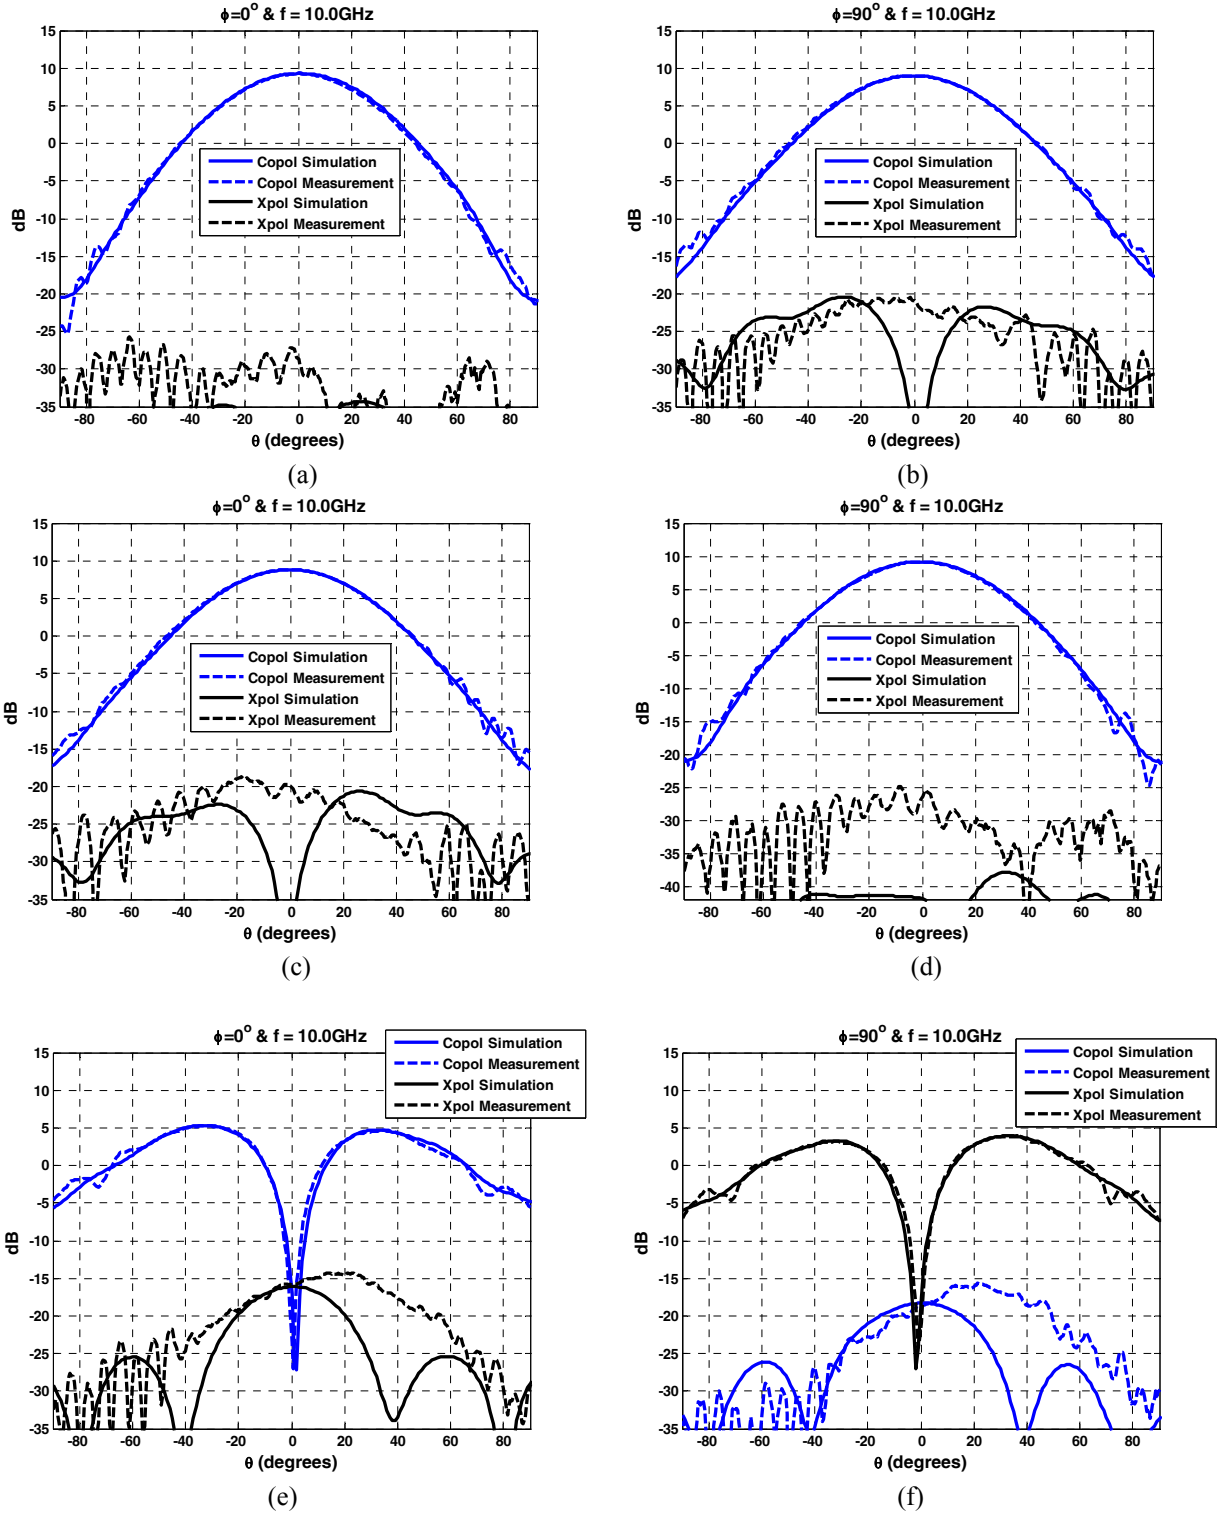 ϕ=0° & f = 10.0GHz
15
10
5
0
-5
-10
-15
-20
-25
-30
-35
dB
Copol Simulation
Copol Measurement
Xpol Simulation
Xpol Measurement
-80 -60 -40 -20 0 20 40 60 80
θ (degrees)
(a)
ϕ=90° & f = 10.0GHz
15
10
5
0
-5
-10
-15
-20
-25
-30
-35
dB
Copol Simulation
Copol Measurement
Xpol Simulation
Xpol Measurement
-80 -60 -40 -20 0 20 40 60 80
θ (degrees)
(b)
ϕ=0° & f = 10.0GHz
15
10
5
0
-5
-10
-15
-20
-25
-30
-35
dB
Copol Simulation
Copol Measurement
Xpol Simulation
Xpol Measurement
-80 -60 -40 -20 0 20 40 60 80
θ (degrees)
(c)
ϕ=90° & f = 10.0GHz
15
10
5
0
-5
-10
-15
-20
-25
-30
-35
-40
dB
Copol Simulation
Copol Measurement
Xpol Simulation
Xpol Measurement
-80 -60 -40 -20 0 20 40 60 80
θ (degrees)
(d)
ϕ=0° & f = 10.0GHz
15
10
5
0
-5
-10
-15
-20
-25
-30
-35
dB
Copol Simulation
Copol Measurement
Xpol Simulation
Xpol Measurement
-80 -60 -40 -20 0 20 40 60 80
θ (degrees)
(e)
ϕ=90° & f = 10.0GHz
15
10
5
0
-5
-10
-15
-20
-25
-30
-35
dB
Copol Simulation
Copol Measurement
Xpol Simulation
Xpol Measurement
-80 -60 -40 -20 0 20 40 60 80
θ (degrees)
(f)